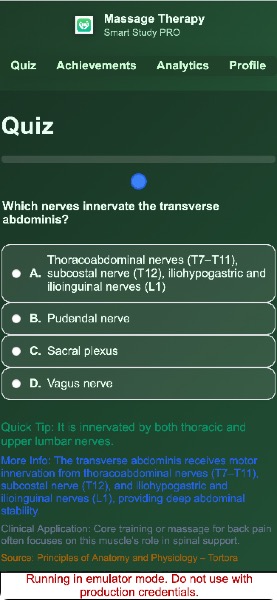 Massage Therapy
Smart Study PRO
Quiz Achievements Analytics Profile
Quiz
Which nerves innervate the transverse
abdominis?
A. Thoracoabdominal nerves (T7–T11),
subcostal nerve (T12), iliohypogastric and
ilioinguinal nerves (L1)
B. Pudendal nerve
C. Sacral plexus
D. Vagus nerve
Quick Tip: It is innervated by both thoracic and
upper lumbar nerves.
More Info: The transverse abdominis receives motor
innervation from thoracoabdominal nerves (T7–T11),
subcostal nerve (T12), and iliohypogastric and
ilioinguinal nerves (L1), providing deep abdominal
stability.
Clinical Application: Core training or massage for back pain
often focuses on this muscle's role in spinal support.
Source: Principles of Anatomy and Physiology – Tortora
Running in emulator mode. Do not use with
production credentials.